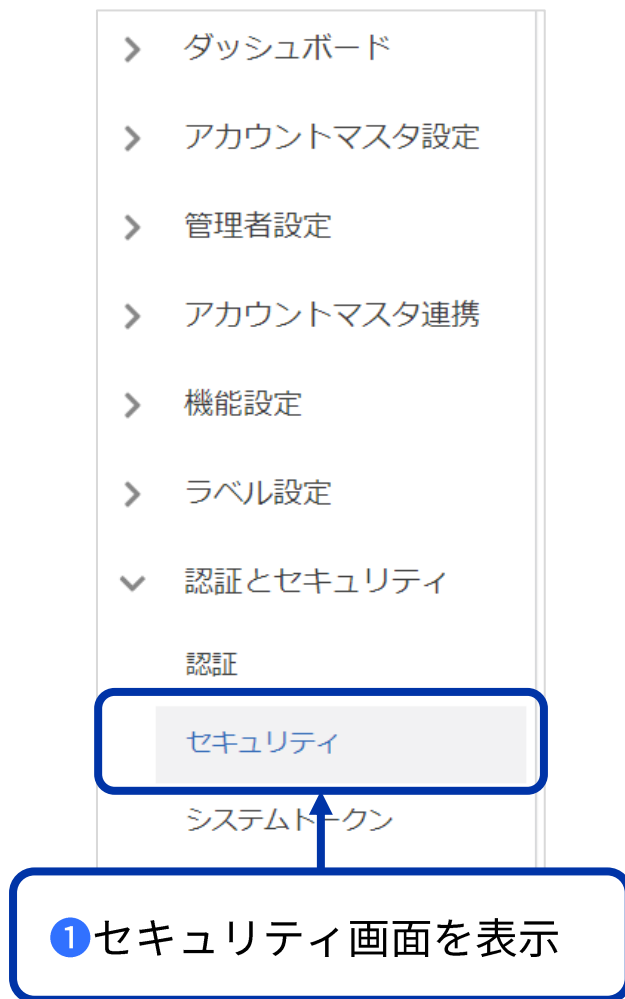 ダッシュボード
アカウントマスタ設定
管理者設定
アカウントマスタ連携
機能設定
ラベル設定
認証とセキュリティ
認証
セキュリティ
システムトークン
❶セキュリティ画面を表示